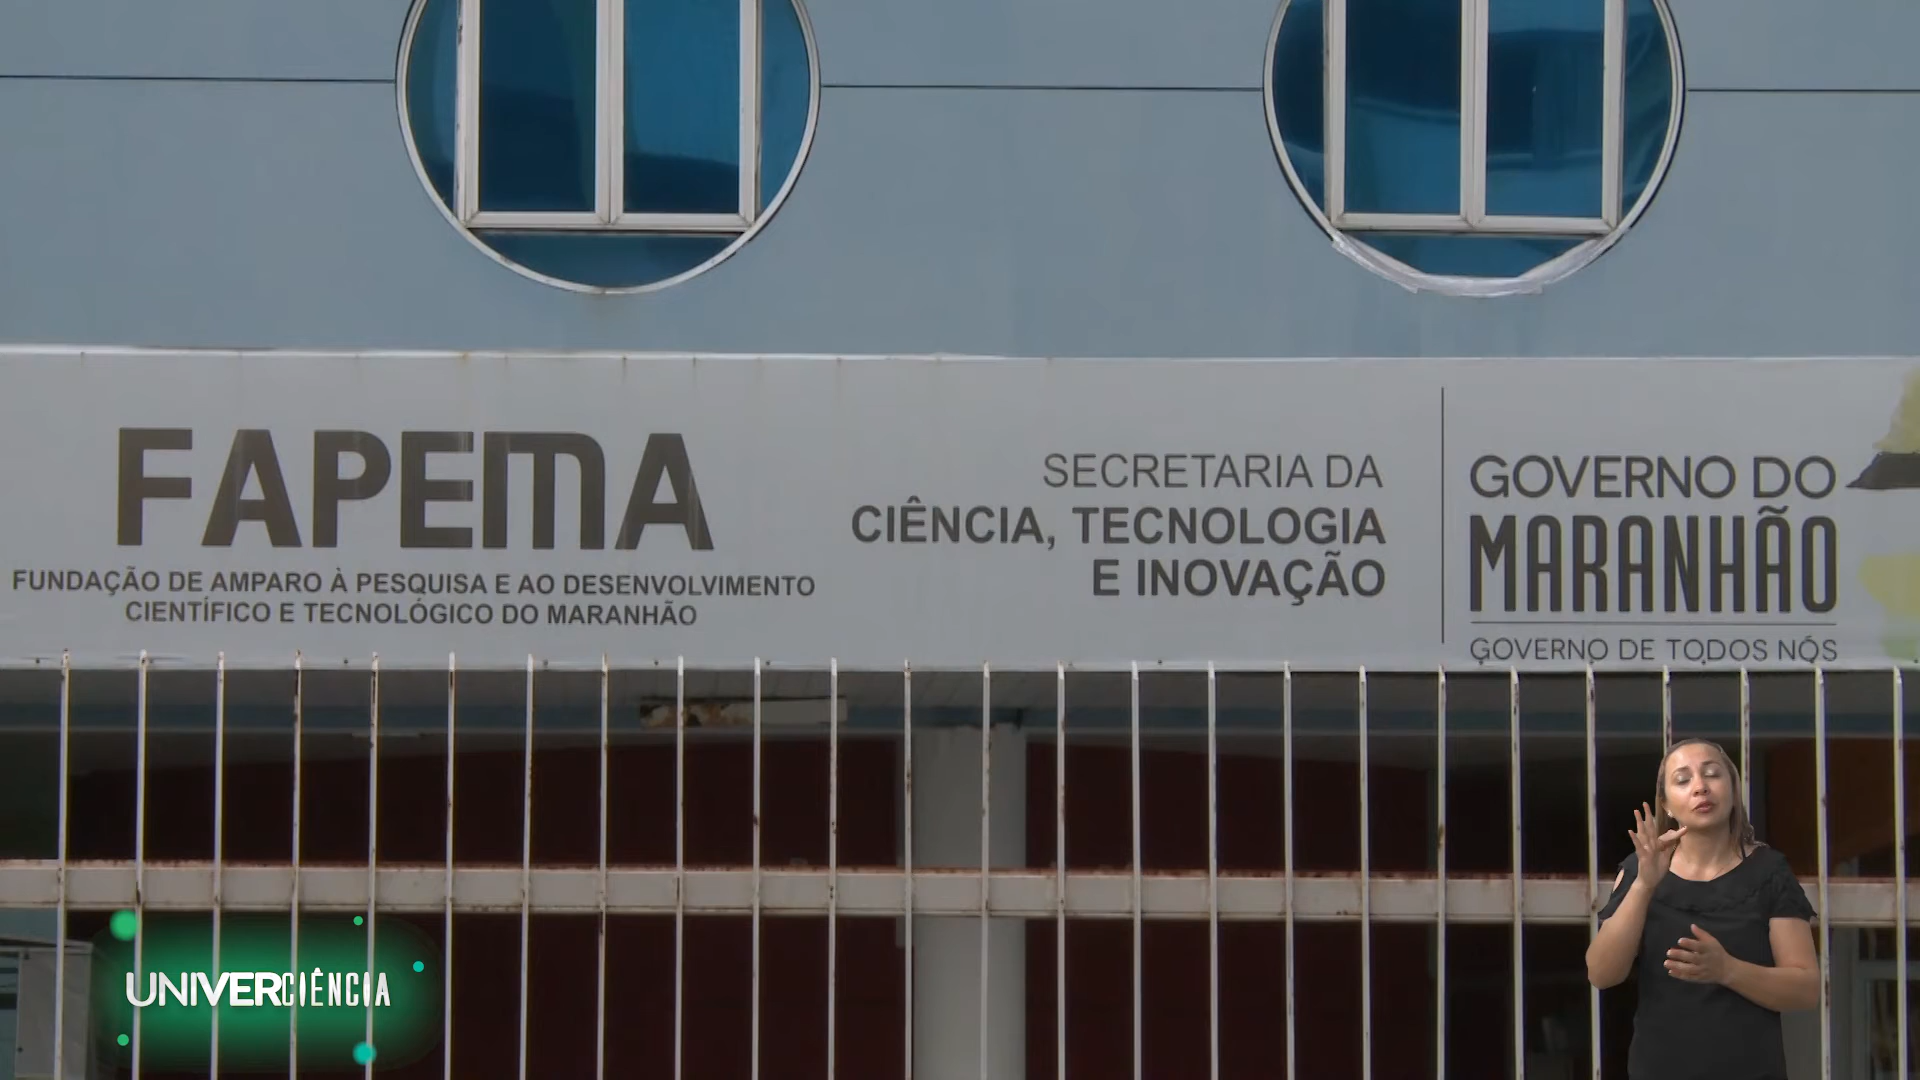 FAPEMA
FUNDAÇÃO DE AMPARO À PESQUISA E AO DESENVOLVIMENTO
CIENTÍFICO E TECNOLÓGICO DO MARANHÃO
SECRETARIA DA
CIÊNCIA, TECNOLOGIA
E INOVAÇÃO
GOVERNO DO
MARANHÃO
GOVERNO DE TODOS NÓS
UNIVERCIÊNCIA